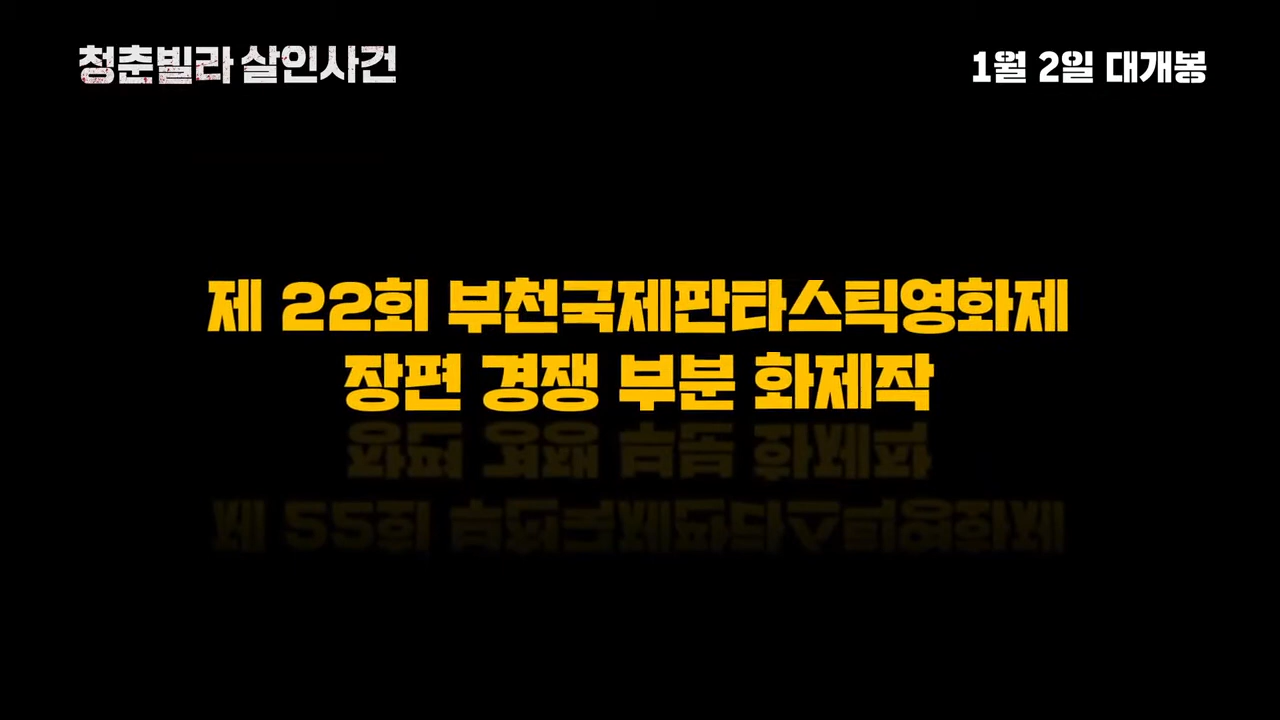 청춘빌라 살인사건
1월 2일 대개봉
제 22회 부천국제판타스틱영화제
장편 경쟁 부분 화제작